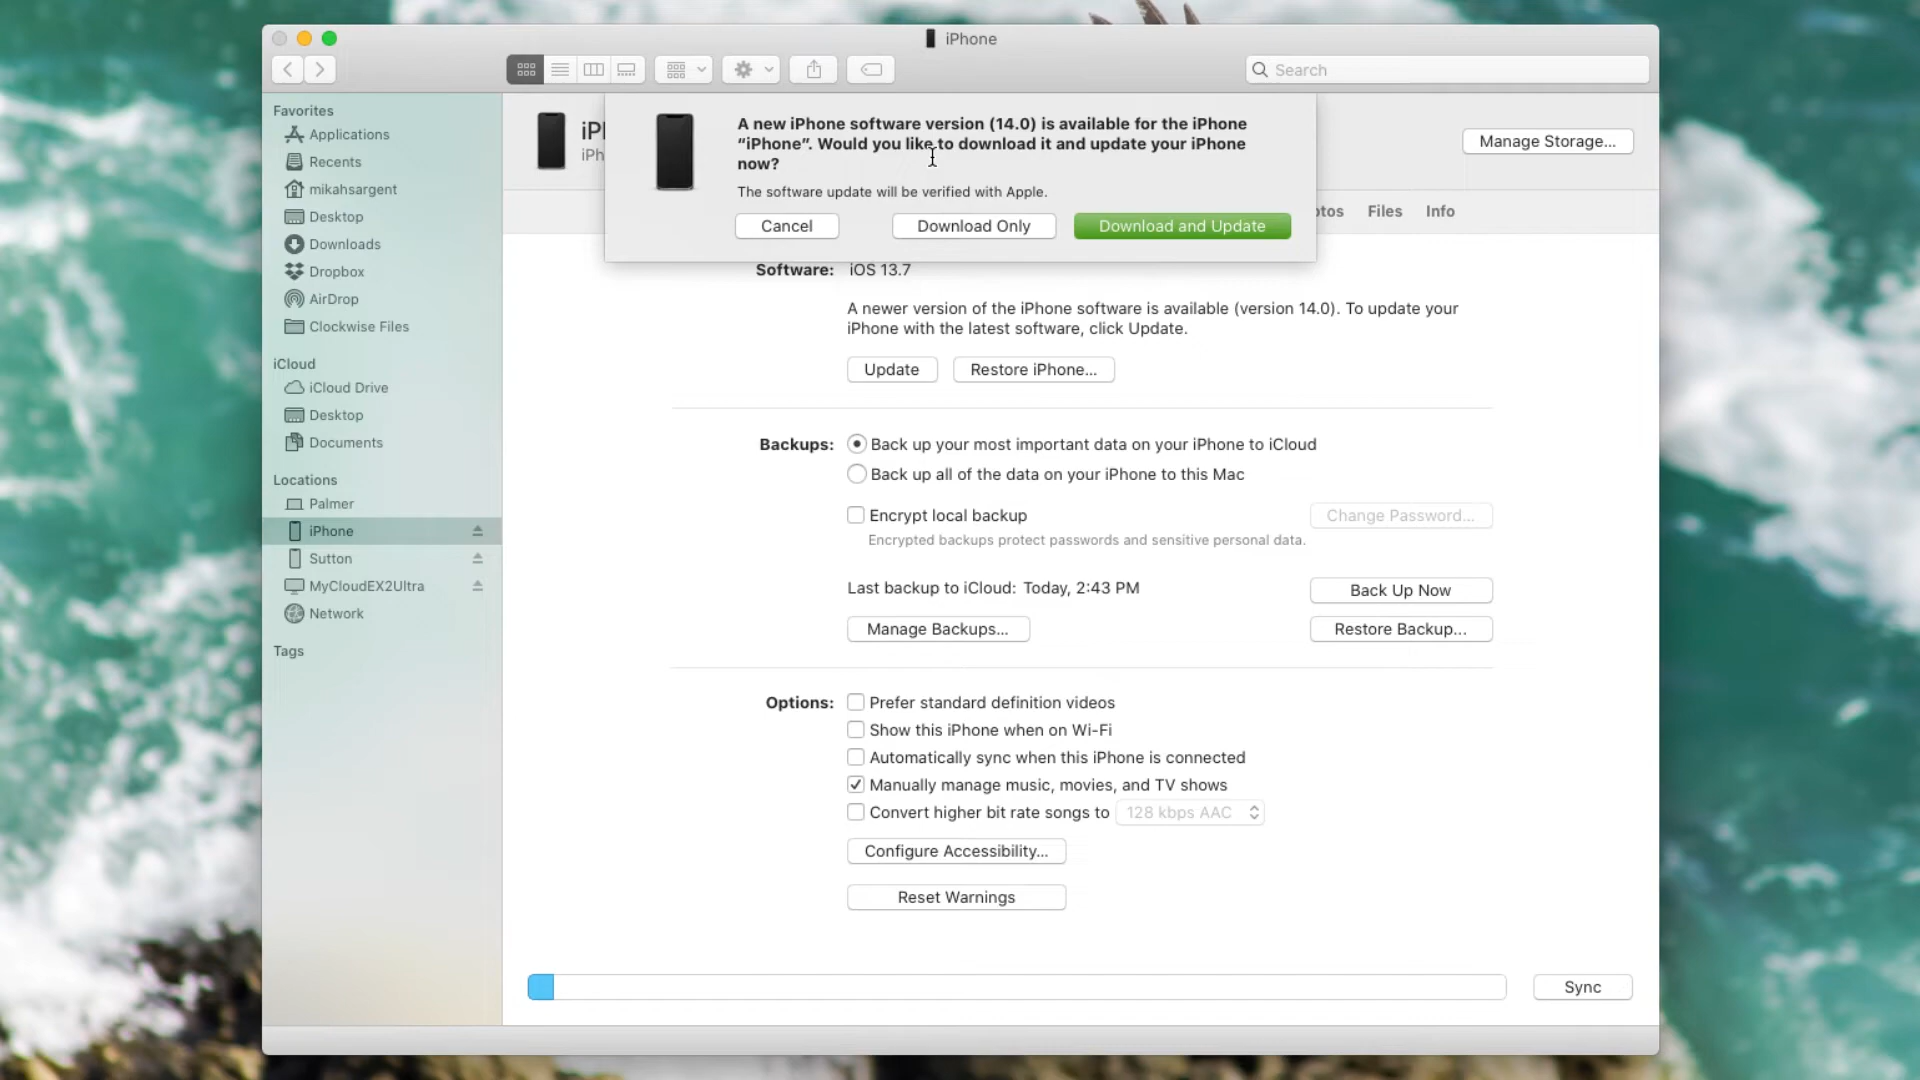 iPhone
Search
Favorites
Applications
Recents
mikahsargent
Desktop
Downloads
Dropbox
AirDrop
Clockwise Files
iCloud
iCloud Drive
Desktop
Documents
Locations
Palmer
iPhone
Sutton
MyCloudEX2Ultra
Network
Tags
A new iPhone software version (14.0) is available for the iPhone
“iPhone”. Would you like to download it and update your iPhone
now?
The software update will be verified with Apple.
Cancel
Download Only
Download and Update
Manage Storage...
Files
Info
Software: iOS 13.7
A newer version of the iPhone software is available (version 14.0). To update your
iPhone with the latest software, click Update.
Update
Restore iPhone...
Backups:
Back up your most important data on your iPhone to iCloud
Back up all of the data on your iPhone to this Mac
Encrypt local backup
Change Password...
Encrypted backups protect passwords and sensitive personal data.
Last backup to iCloud: Today, 2:43 PM
Back Up Now
Manage Backups...
Restore Backup...
Options:
Prefer standard definition videos
Show this iPhone when on Wi-Fi
Automatically sync when this iPhone is connected
Manually manage music, movies, and TV shows
Convert higher bit rate songs to 128 kbps AAC
Configure Accessibility...
Reset Warnings
Sync